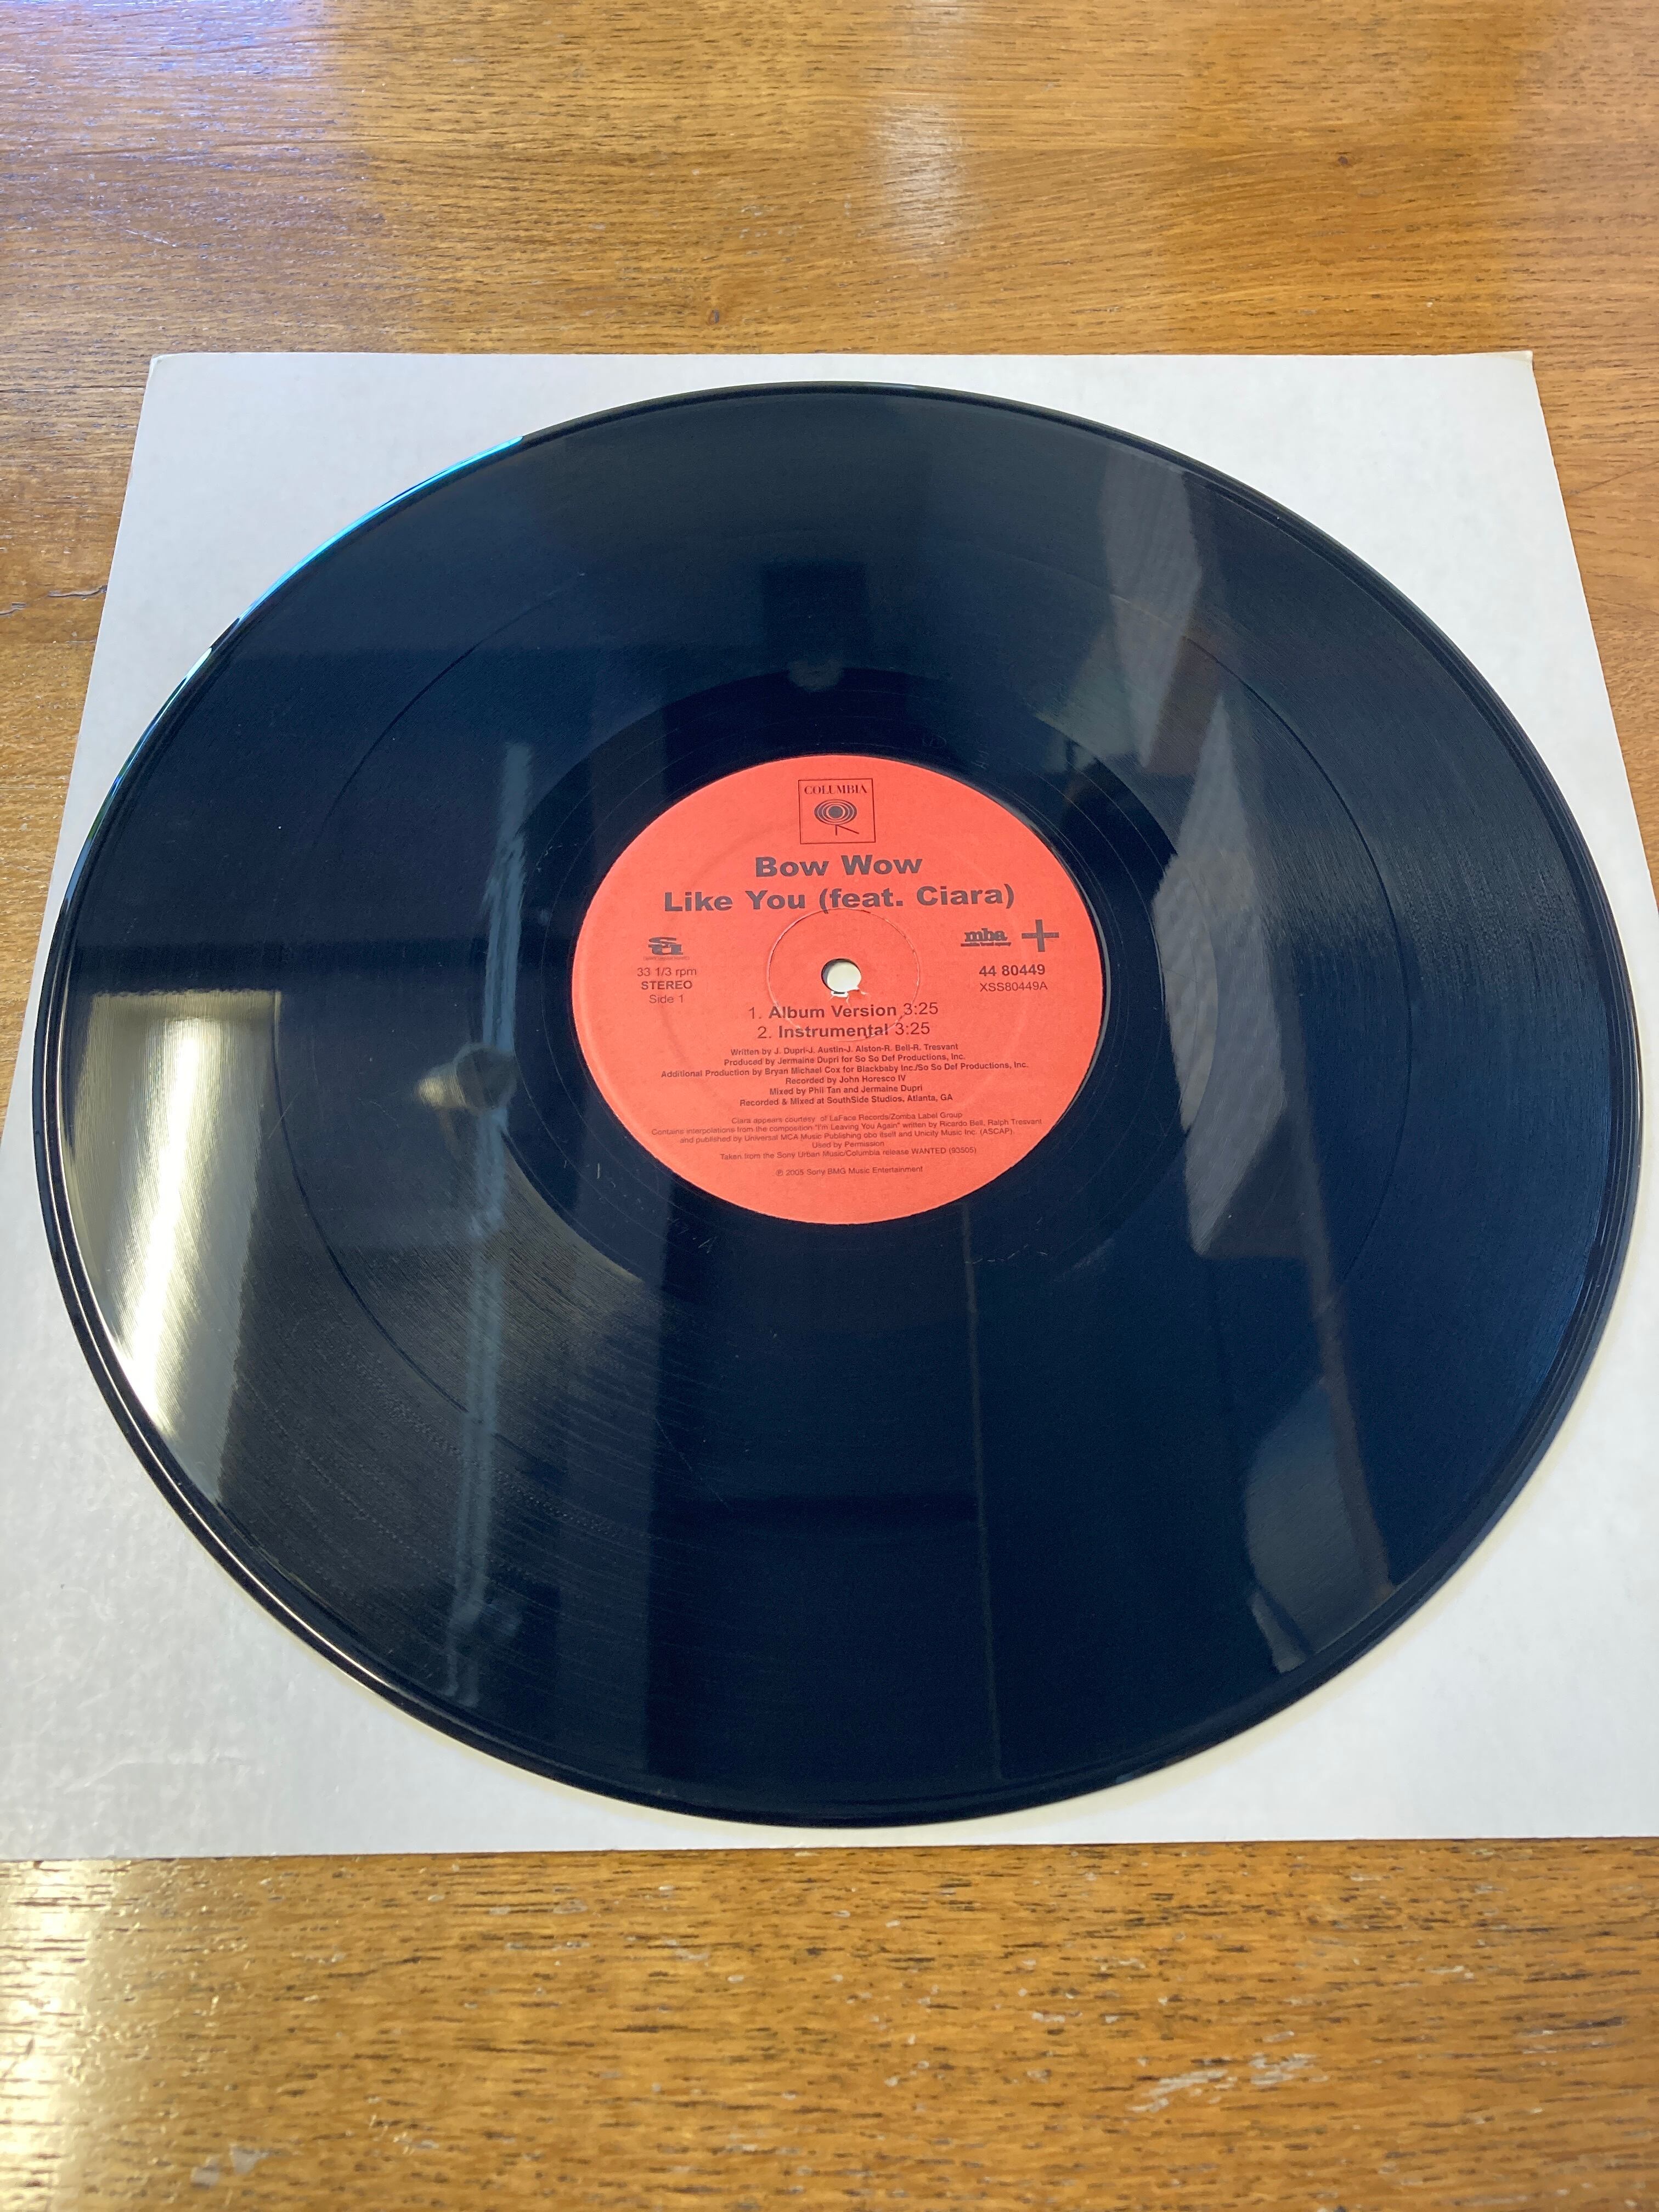 COLUMBIA
Bow Wow
Like You (feat. Ciara)
mba
33 1/3 rpm
STEREO
Side 1
44 80449
XSS80449A
1. Album Version 3:25
2. Instrumental 3:25
Written by J. Dupri-J. Austin-J. Alston-R. Bell-R. Tresvant
Produced by Jermaine Dupri for So So Def Productions, Inc.
Additional Production by Bryan Michael Cox for Blackbaby Inc./So So Def Productions, Inc.
Recorded by John Horesco IV
Mixed by Phil Tan and Jermaine Dupri
Recorded & Mixed at SouthSide Studios, Atlanta, GA
Ciara appears courtesy of LaFace Records/Zomba Label Group
Contains interpolations from the composition "I'm Leaving You Again" written by Ricardo Bell, Ralph Tresvant
and published by Universal MCA Music Publishing obo itself and Unicity Music Inc. (ASCAP).
Used by Permission
Taken from the Sony Urban Music/Columbia release WANTED (93505)
℗ 2005 Sony BMG Music Entertainment